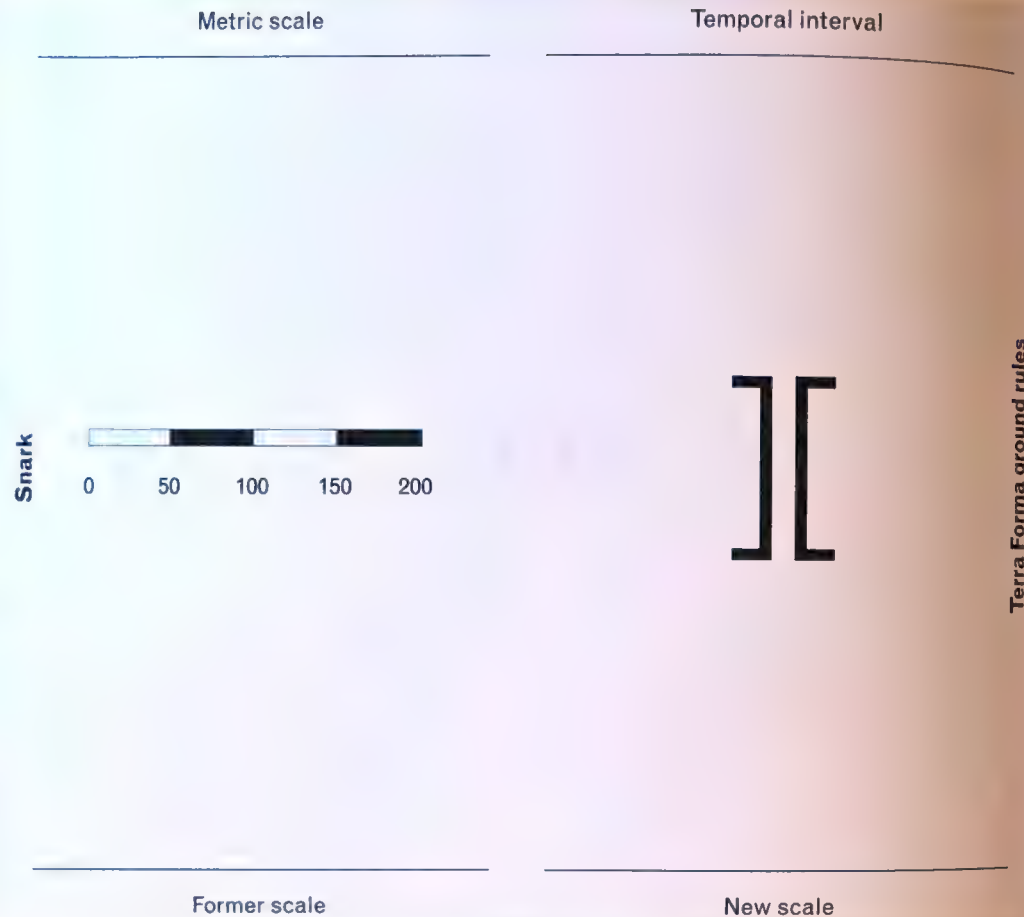 Metric scale
Temporal interval
Snark
0 50 100 150 200
Terra Forma ground rules
Former scale
New scale